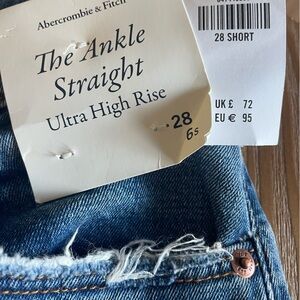 Abercrombie & Fitch
The Ankle
Straight
Ultra High Rise
28
6s
28 SHORT
UK £ 72
EU € 95